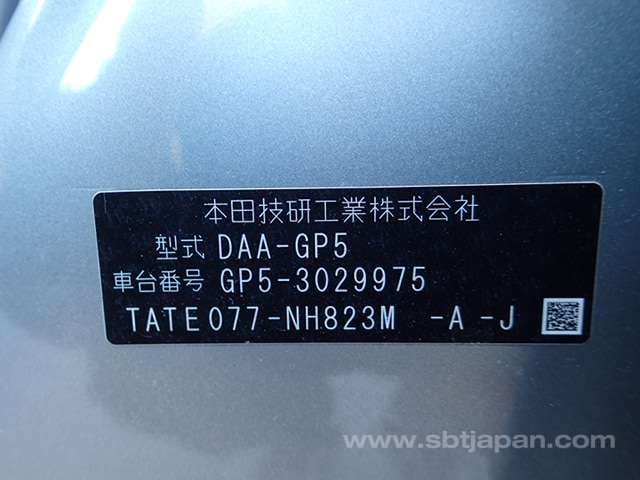 本田技研工業株式会社
型式 DAA-GP5
車台番号 GP5-3029975
TATE077-NH823M -A-J
www.sbtjapan.com